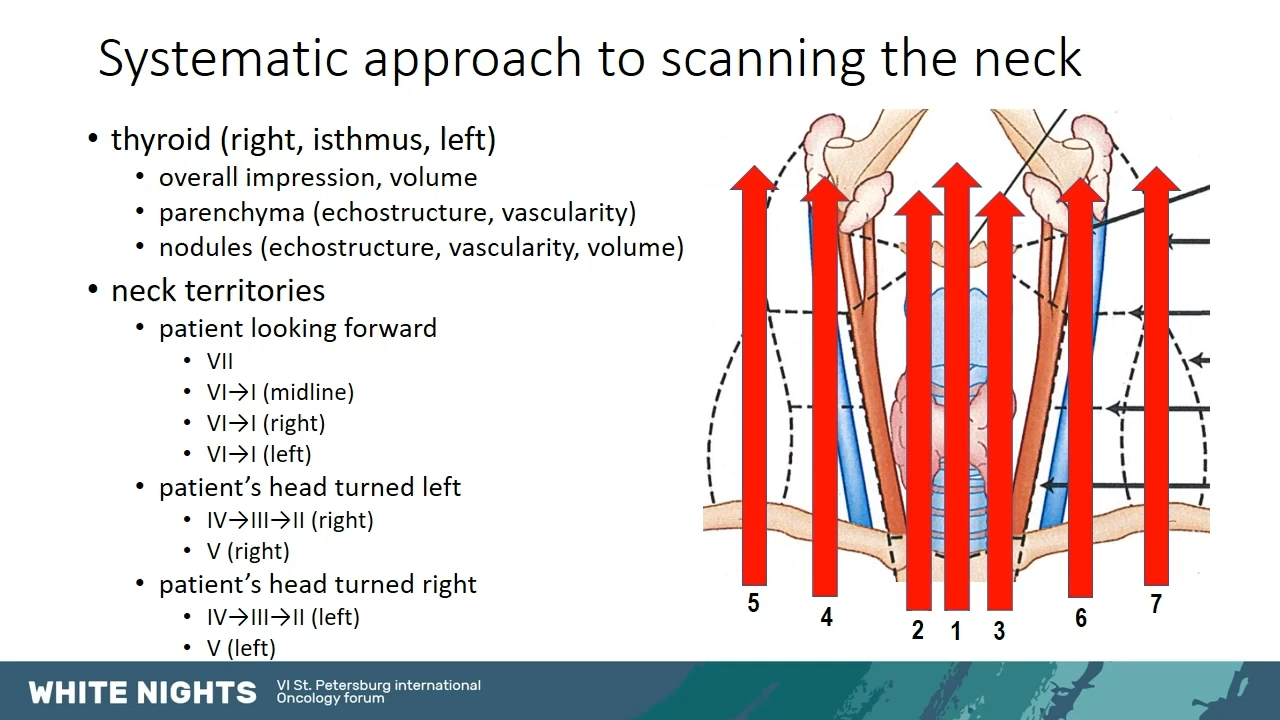 Systematic approach to scanning the neck
• thyroid (right, isthmus, left)
• overall impression, volume
• parenchyma (echostructure, vascularity)
• nodules (echostructure, vascularity, volume)
• neck territories
• patient looking forward
• VII
• VI→I (midline)
• VI→I (right)
• VI→I (left)
• patient's head turned left
• IV→III→II (right)
• V (right)
• patient's head turned right
• IV→III→II (left)
• V (left)
5
4
2
1
3
6
7
WHITE NIGHTS
VI St. Petersburg international
Oncology forum